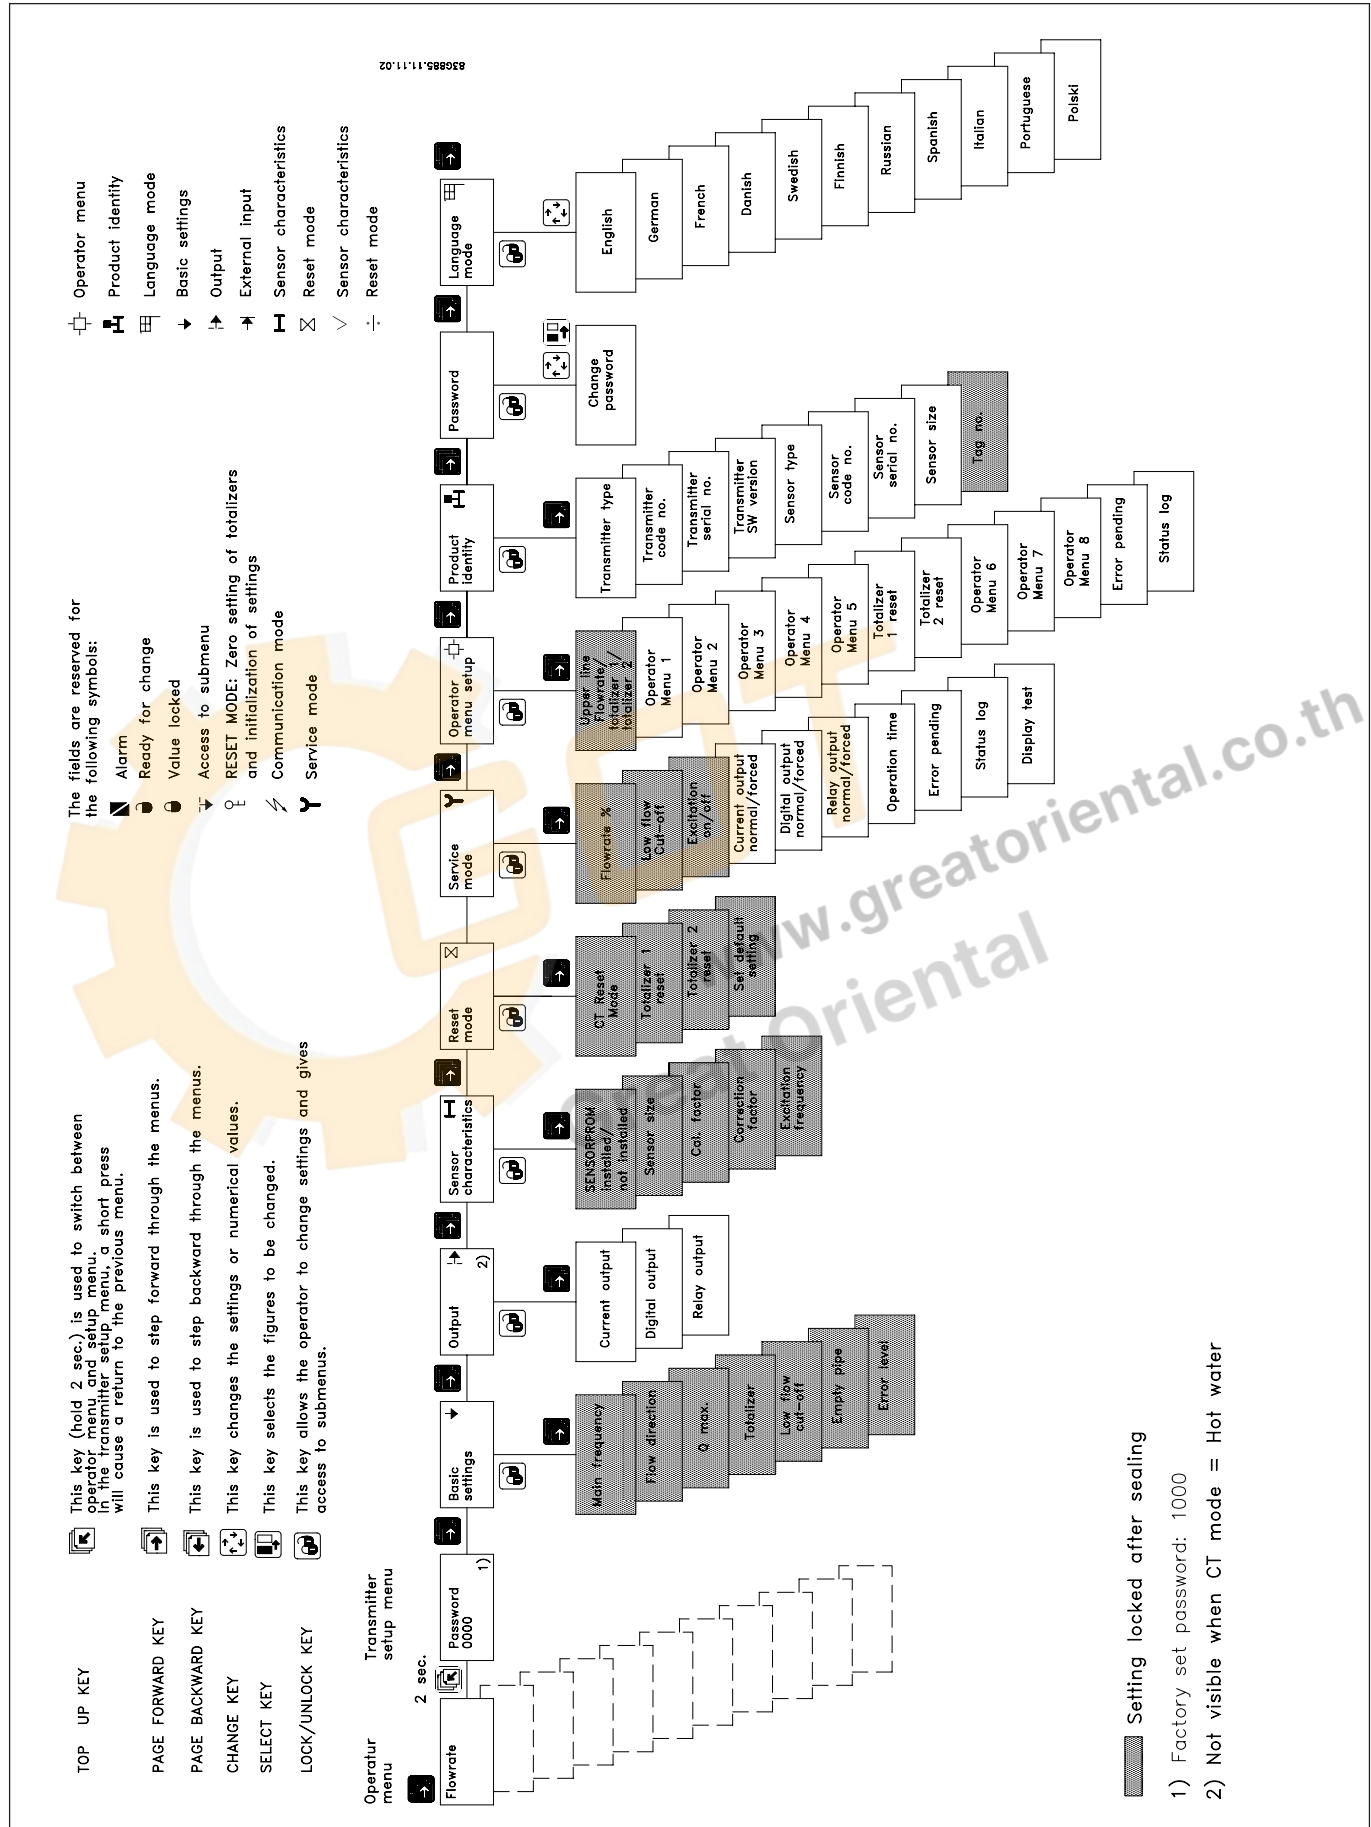 TOP UP KEY
This key (hold 2 sec.) is used to switch between
operator menu and setup menu.
In the transmitter setup menu, a short press
will cause a return to the previous menu.
PAGE FORWARD KEY
This key is used to step forward through the menus.
PAGE BACKWARD KEY
This key is used to step backward through the menus.
CHANGE KEY
This key changes the settings or numerical values.
SELECT KEY
This key selects the figures to be changed.
LOCK/UNLOCK KEY
This key allows the operator to change settings and gives
access to submenus.
The fields are reserved for
the following symbols:
Alarm
Ready for change
Value locked
Access to submenu
RESET MODE: Zero setting of totalizers
and initialization of settings
Communication mode
Service mode
Operator menu
Product identity
Language mode
Basic settings
Output
External input
Sensor characteristics
Reset mode
Sensor characteristics
Reset mode
83G885.11.11.02
Operatur
menu
Transmitter
setup menu
2 sec.
Flowrate
Password
0000
1)
Basic
settings
Main frequency
Flow direction
Q max.
Totalizer
Low flow
cut-off
Empty pipe
Error level
Output
2)
Current output
Digital output
Relay output
Sensor
characteristics
SENSORPROM
installed/
not installed
Sensor size
Cal. factor
Correction
factor
Excitation
frequency
Reset
mode
CT Reset
Mode
Totalizer 1
reset
Totalizer 2
reset
Set default
setting
Service
mode
Flowrate %
Low flow
Cut-off
Excitation
on/off
Current output
normal/forced
Digital output
normal/forced
Relay output
normal/forced
Operation time
Error pending
Status log
Display test
Operator
menu setup
Upper line
Flowrate/
totalizer 1/
totalizer 2
Operator
Menu 1
Operator
Menu 2
Operator
Menu 3
Operator
Menu 4
Operator
Menu 5
Totalizer
1 reset
Totalizer
2 reset
Operator
Menu 6
Operator
Menu 7
Operator
Menu 8
Error pending
Status log
Product
identity
Transmitter type
Transmitter
code no.
Transmitter
serial no.
Transmitter
SW version
Sensor type
Sensor
code no.
Sensor
serial no.
Sensor size
Tag no.
Password
Change
password
Language
mode
English
German
French
Danish
Swedish
Finnish
Russian
Spanish
Italian
Portuguese
Polski
Setting locked after sealing
1) Factory set password: 1000
2) Not visible when CT mode = Hot water
GOT
www.greatoriental.co.th
Great Oriental